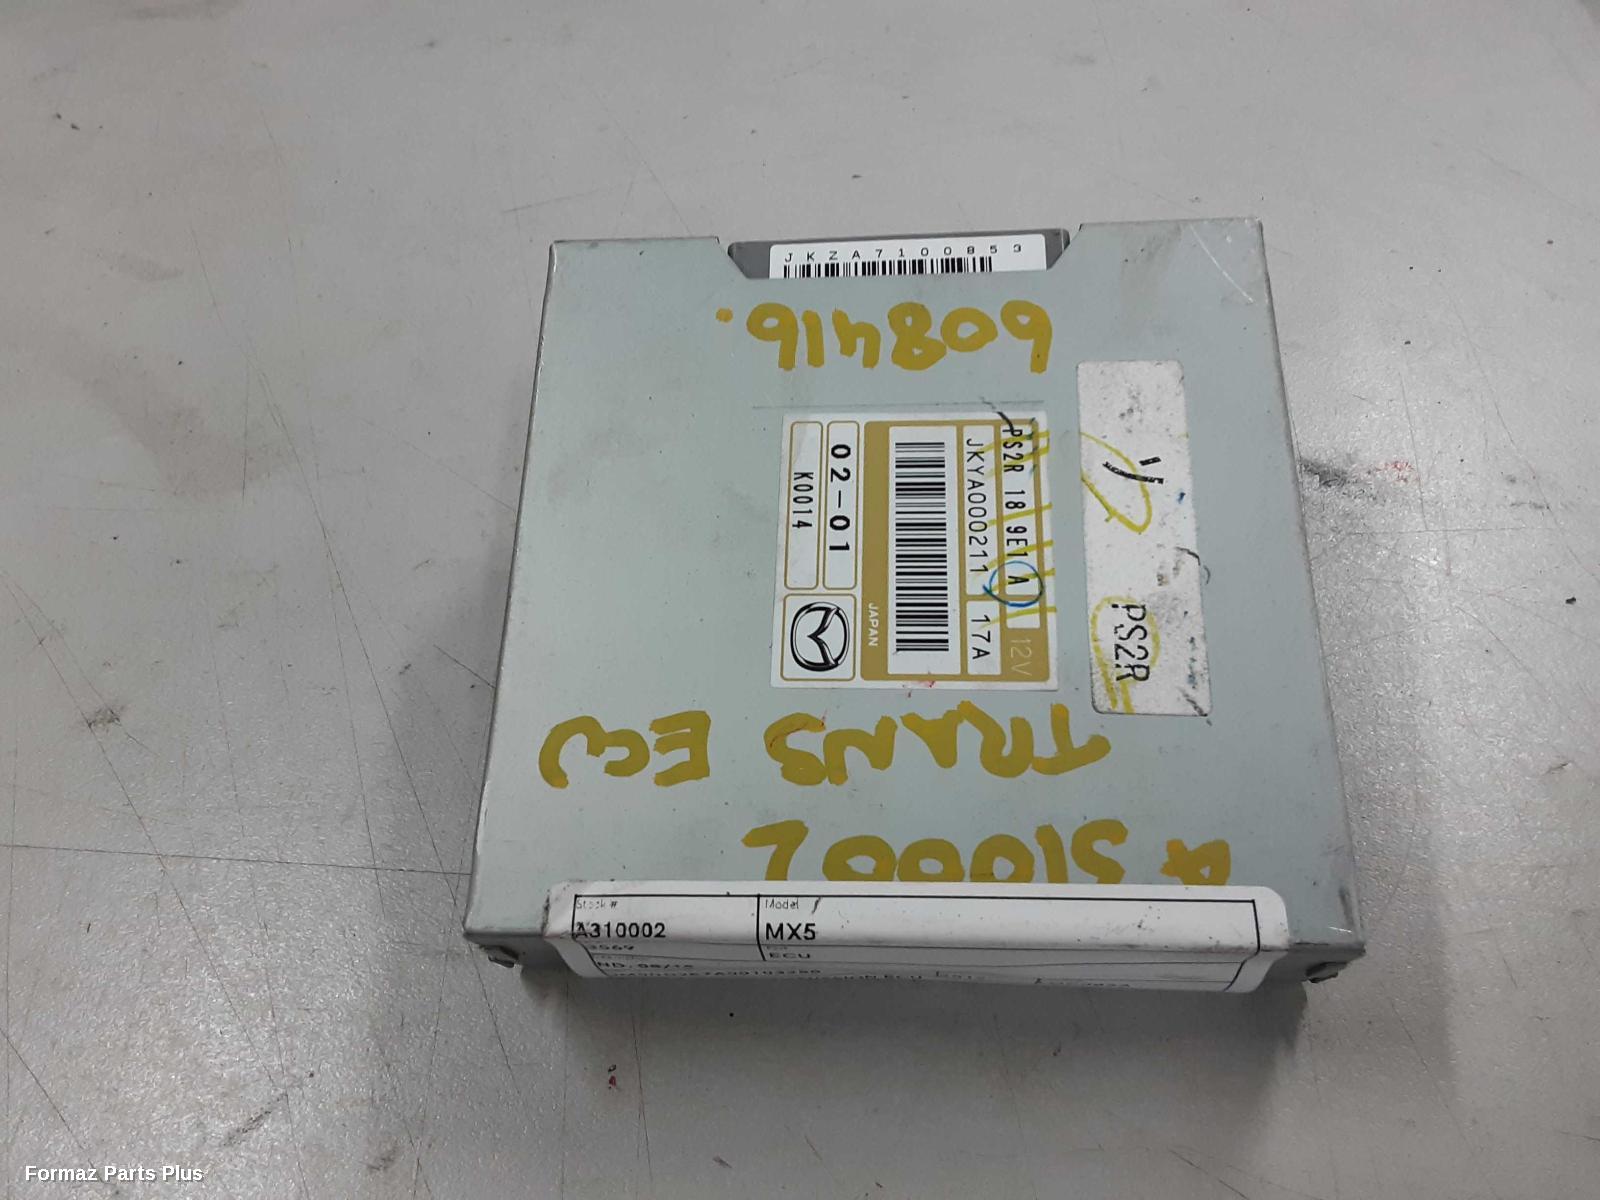 JKZA7100853
608416.
PS2R 18 9E1 A 12V
JKYA000211 17A
JAPAN
02-01
K0014
PS2R
TRANS ECU
A310002
Stock # Model
A310002 MX5
ECU
Formaz Parts Plus